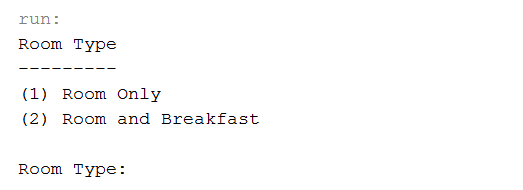 run:
Room Type
---------
(1) Room Only
(2) Room and Breakfast
Room Type: